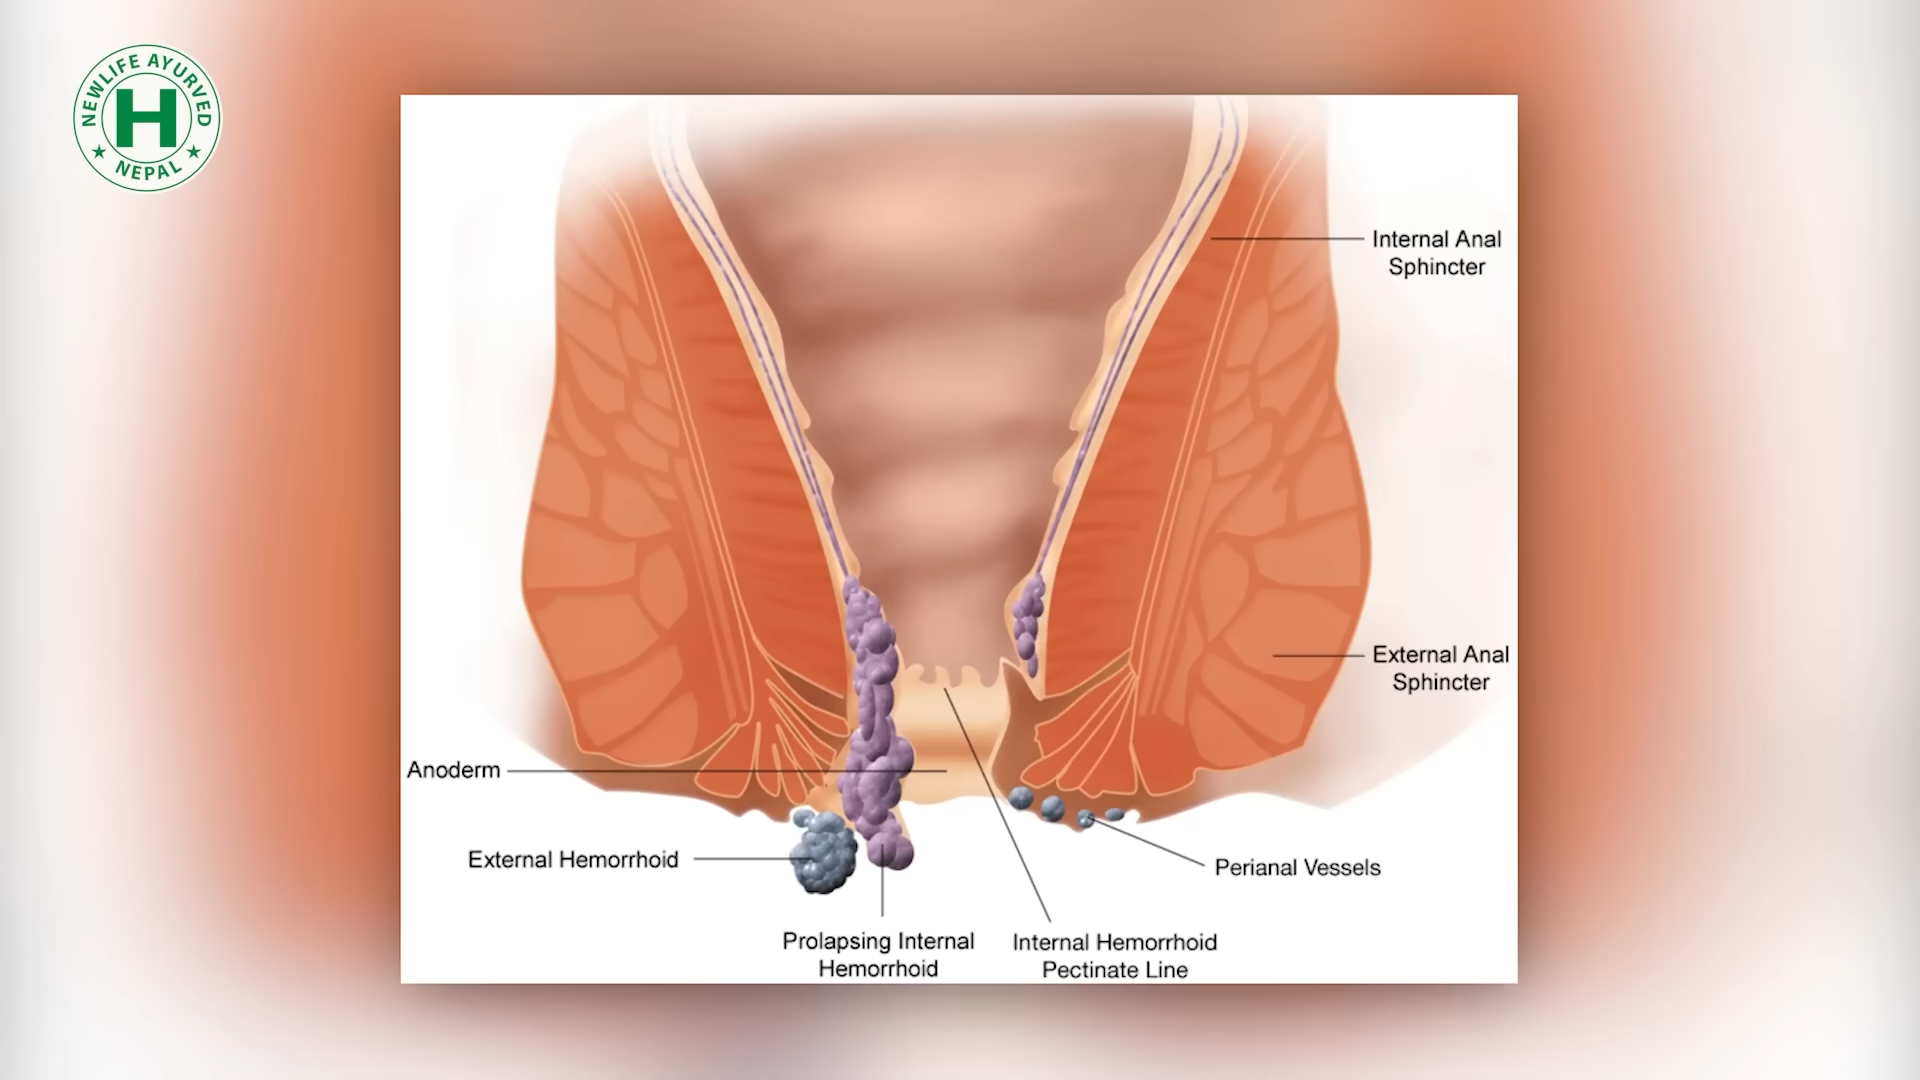 NEWLIFE AYURVED
H
NEPAL
Internal Anal
Sphincter
External Anal
Sphincter
Anoderm
External Hemorrhoid
Perianal Vessels
Prolapsing Internal
Hemorrhoid
Internal Hemorrhoid
Pectinate Line